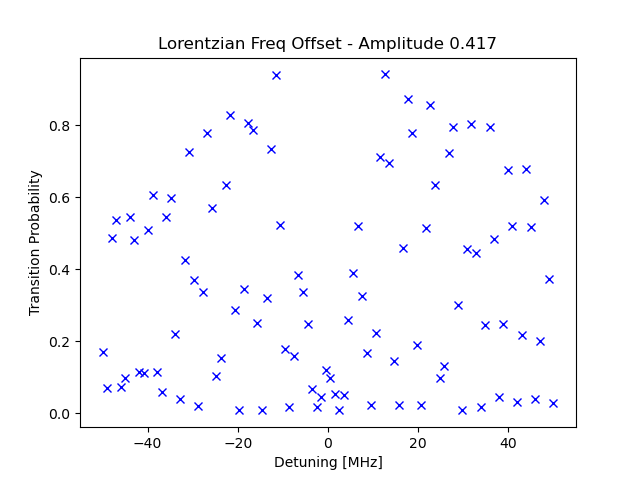 Lorentzian Freq Offset - Amplitude 0.417
Transition Probability
0.8
0.6
0.4
0.2
0.0
−40 −20 0 20 40
Detuning [MHz]